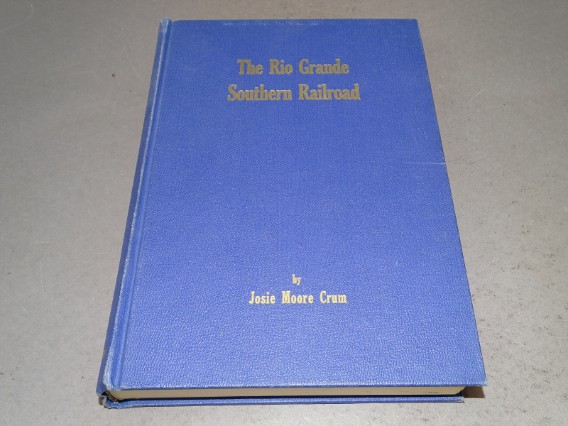 The Rio Grande
Southern Railroad
by
Josie Moore Crum